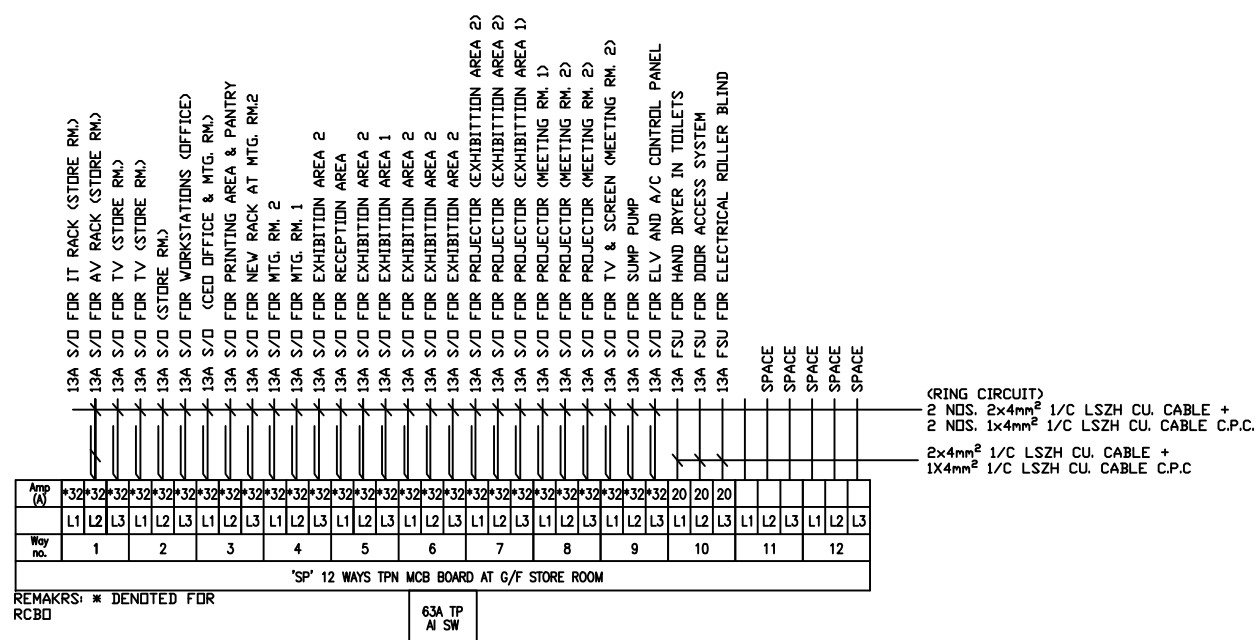 13A S/O FOR IT RACK (STORE RM.)
13A S/O FOR AV RACK (STORE RM.)
13A S/O FOR TV (STORE RM.)
13A S/O FOR TV (STORE RM.)
13A S/O (STORE RM.)
13A S/O FOR WORKSTATIONS (OFFICE)
13A S/O (CEO OFFICE & MTG. RM.)
13A S/O FOR PRINTING AREA & PANTRY
13A S/O FOR NEW RACK AT MTG. RM.2
13A S/O FOR MTG. RM. 2
13A S/O FOR MTG. RM. 1
13A S/O FOR EXHIBITION AREA 2
13A S/O FOR RECEPTION AREA
13A S/O FOR EXHIBITION AREA 2
13A S/O FOR EXHIBITION AREA 1
13A S/O FOR EXHIBITION AREA 2
13A S/O FOR EXHIBITION AREA 2
13A S/O FOR EXHIBITION AREA 2
13A S/O FOR PROJECTOR (EXHIBITION AREA 2)
13A S/O FOR PROJECTOR (EXHIBITION AREA 2)
13A S/O FOR PROJECTOR (EXHIBITION AREA 1)
13A S/O FOR PROJECTOR (MEETING RM. 1)
13A S/O FOR PROJECTOR (MEETING RM. 2)
13A S/O FOR PROJECTOR (MEETING RM. 2)
13A S/O FOR TV & SCREEN (MEETING RM. 2)
13A S/O FOR SUMP PUMP
13A S/O FOR ELV AND A/C CONTROL PANEL
13A FSU FOR HAND DRYER IN TOILETS
13A FSU FOR DOOR ACCESS SYSTEM
13A FSU FOR ELECTRICAL ROLLER BLIND
SPACE
SPACE
SPACE
SPACE
SPACE
(RING CIRCUIT)
2 NOS. 2x4mm² 1/C LSZH CU. CABLE +
2 NOS. 1x4mm² 1/C LSZH CU. CABLE C.P.C.
2x4mm² 1/C LSZH CU. CABLE +
1X4mm² 1/C LSZH CU. CABLE C.P.C
Amp (A) *32 *32 *32 *32 *32 *32 *32 *32 *32 *32 *32 *32 *32 *32 *32 *32 *32 *32 *32 *32 *32 *32 *32 *32 *32 *32 *32 20 20 20
L1 L2 L3 L1 L2 L3 L1 L2 L3 L1 L2 L3 L1 L2 L3 L1 L2 L3 L1 L2 L3 L1 L2 L3 L1 L2 L3 L1 L2 L3 L1 L2 L3 L1 L2 L3
Way no. 1 2 3 4 5 6 7 8 9 10 11 12
'SP' 12 WAYS TPN MCB BOARD AT G/F STORE ROOM
REMAKRS: * DENOTED FOR
RCBO
63A TP
AI SW